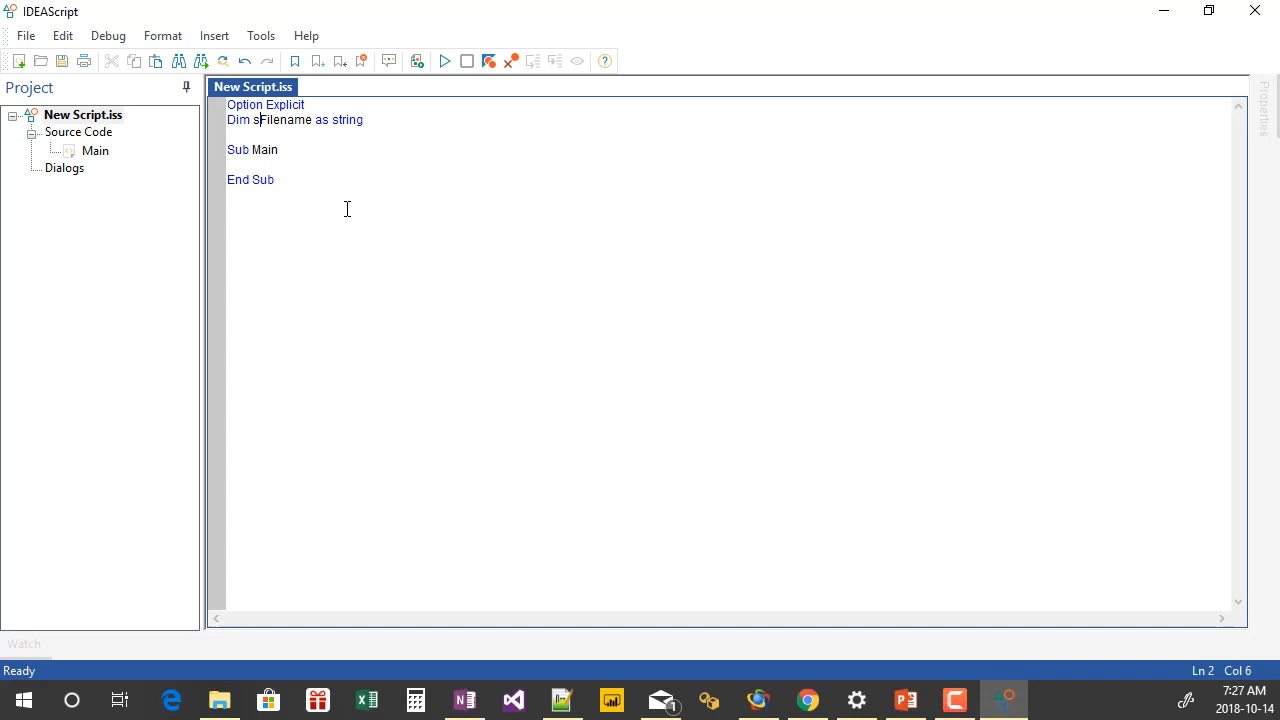 IDEAScript
File Edit Debug Format Insert Tools Help
Project
New Script.iss
Source Code
Main
Dialogs
New Script.iss
Option Explicit
Dim sFilename as string
Sub Main
End Sub
Properties
Watch
Ready
Ln 2 Col 6
1
7:27 AM
2018-10-14